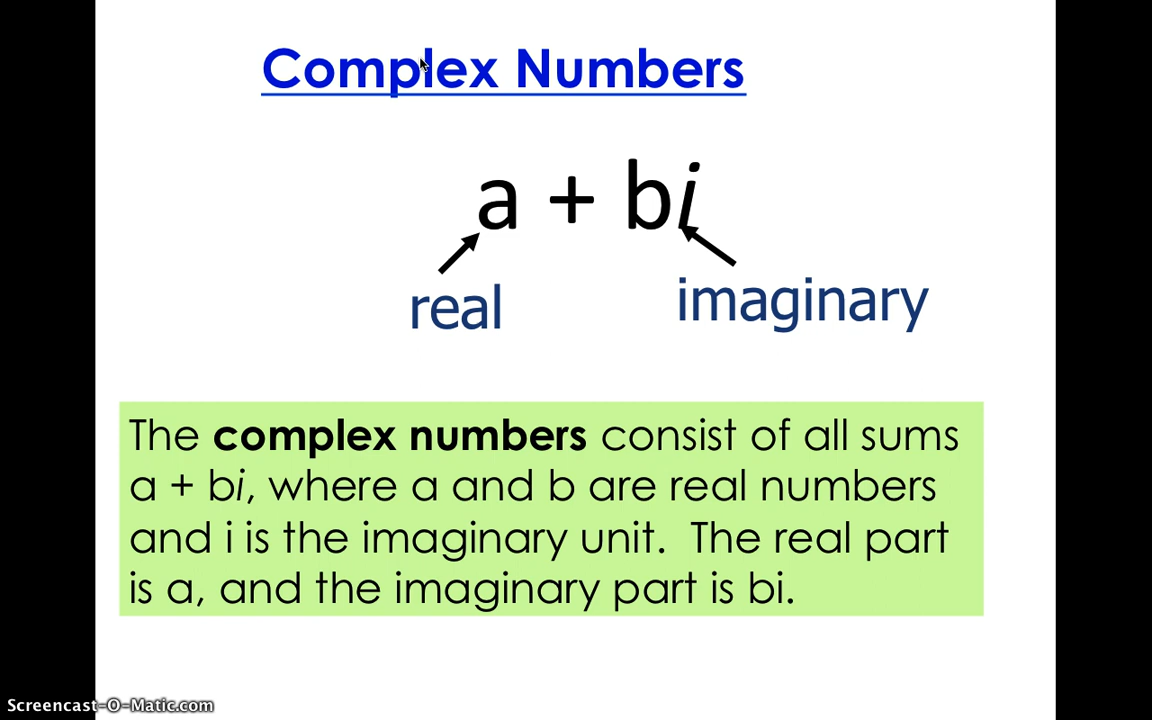 Complex Numbers
a + bi
real
imaginary
The complex numbers consist of all sums
a + bi, where a and b are real numbers
and i is the imaginary unit.  The real part
is a, and the imaginary part is bi.
Screencast-O-Matic.com